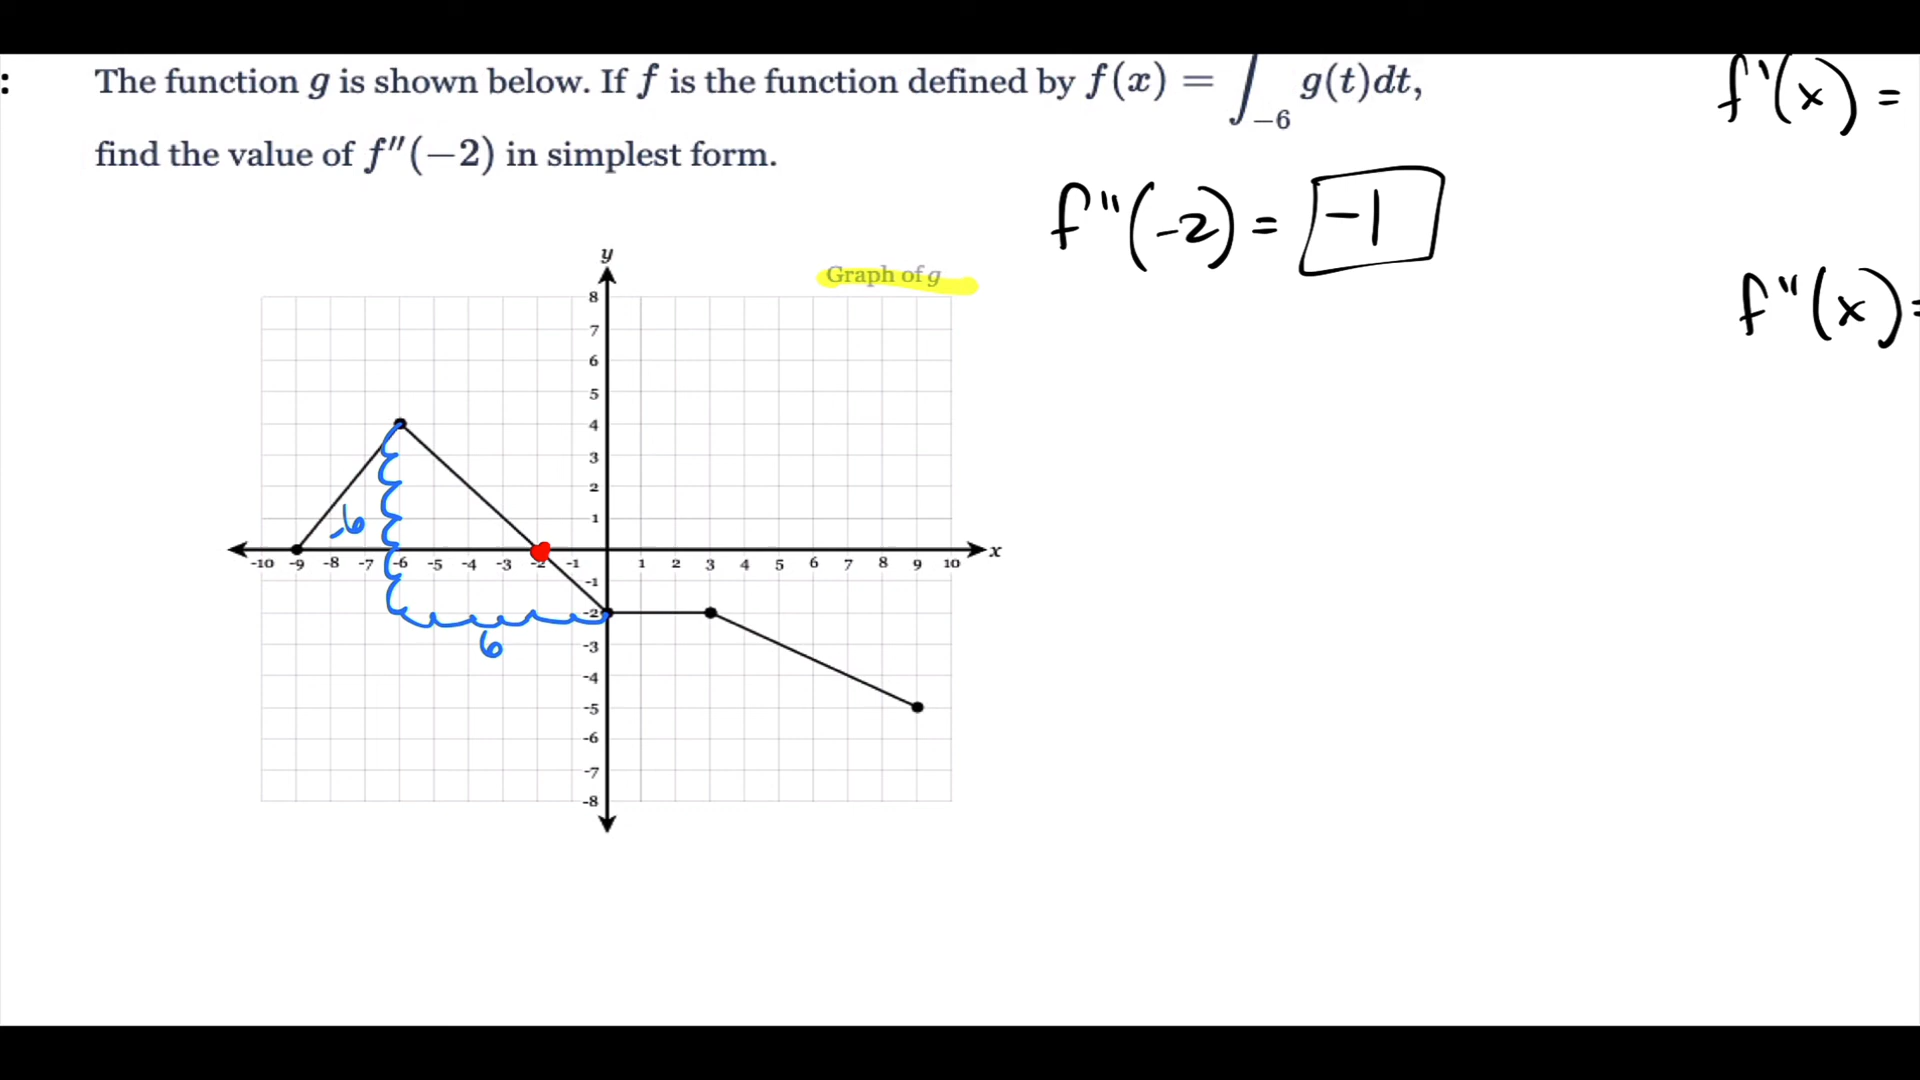 : The function g is shown below. If f is the function defined by f(x) = ∫₋₆ g(t)dt,
f'(x) =
find the value of f''(−2) in simplest form.
f''(-2) = -1
f''(x) =
y
Graph of g
8
7
6
5
4
3
2
1
-6
x
-10 -9 -8 -7 -6 -5 -4 -3 -2 -1 1 2 3 4 5 6 7 8 9 10
-1
-2
6
-3
-4
-5
-6
-7
-8